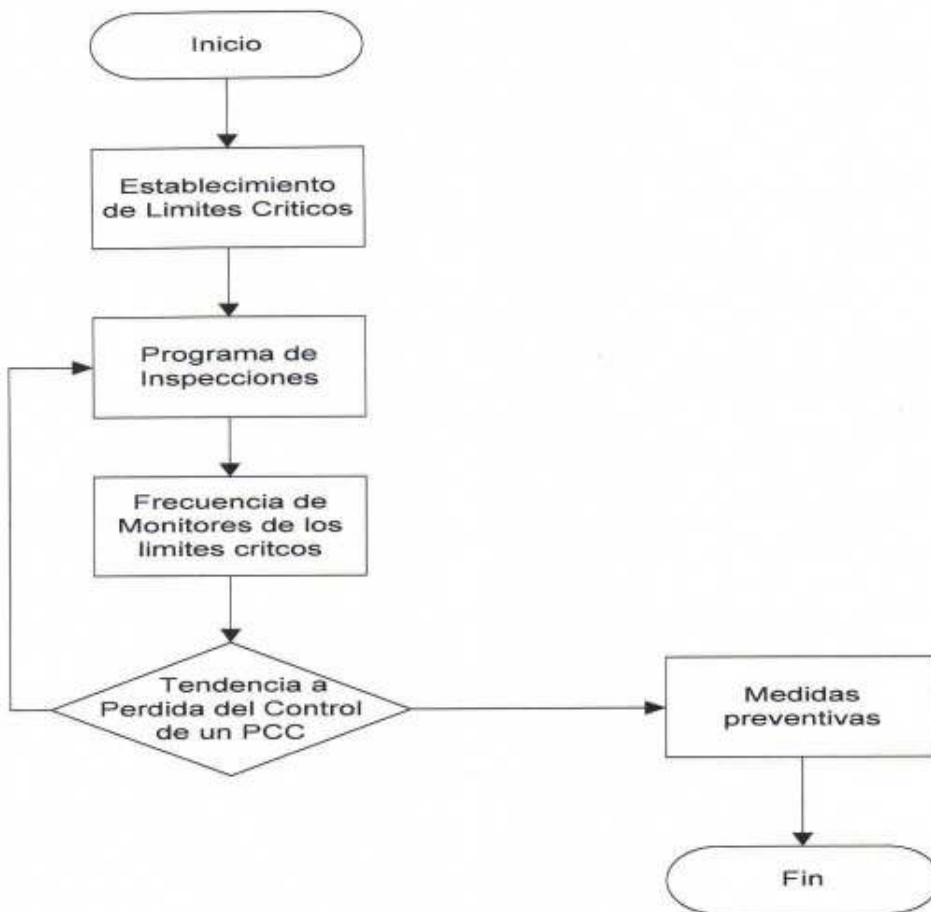 Inicio
Establecimiento
de Limites Criticos
Programa de
Inspecciones
Frecuencia de
Monitores de los
limites critcos
Tendencia a
Perdida del Control
de un PCC
Medidas
preventivas
Fin